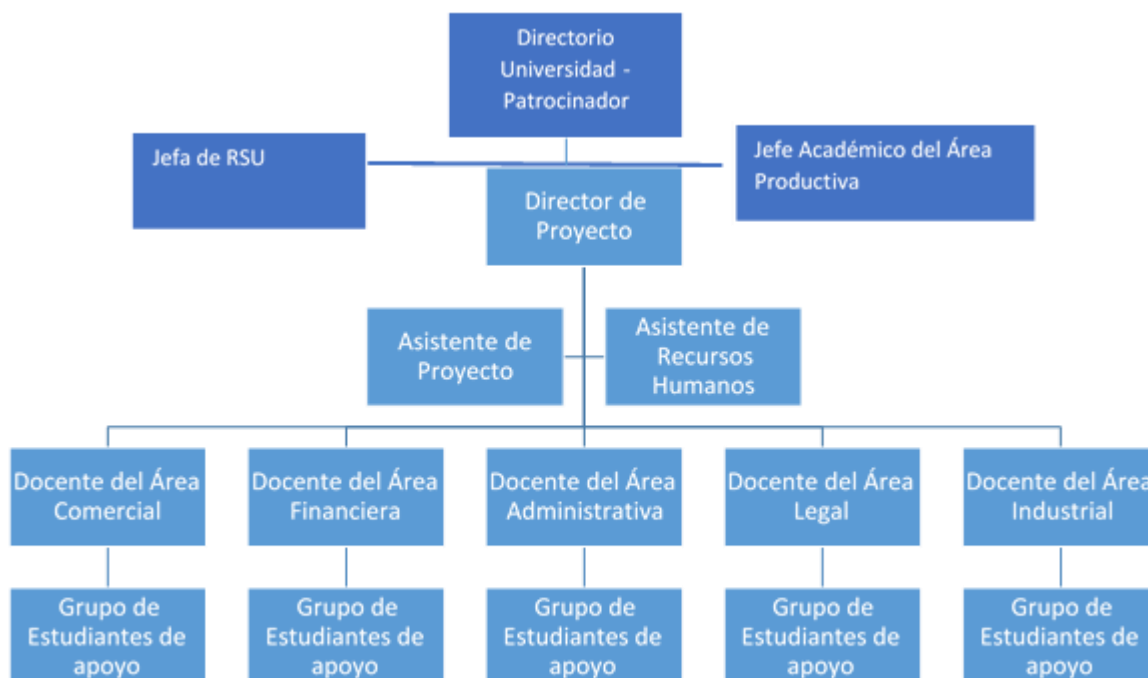 Directorio
Universidad -
Patrocinador
Jefa de RSU
Jefe Académico del Área
Productiva
Director de
Proyecto
Asistente de
Proyecto
Asistente de
Recursos
Humanos
Docente del Área
Comercial
Docente del Área
Financiera
Docente del Área
Administrativa
Docente del Área
Legal
Docente del Área
Industrial
Grupo de
Estudiantes de
apoyo
Grupo de
Estudiantes de
apoyo
Grupo de
Estudiantes de
apoyo
Grupo de
Estudiantes de
apoyo
Grupo de
Estudiantes de
apoyo